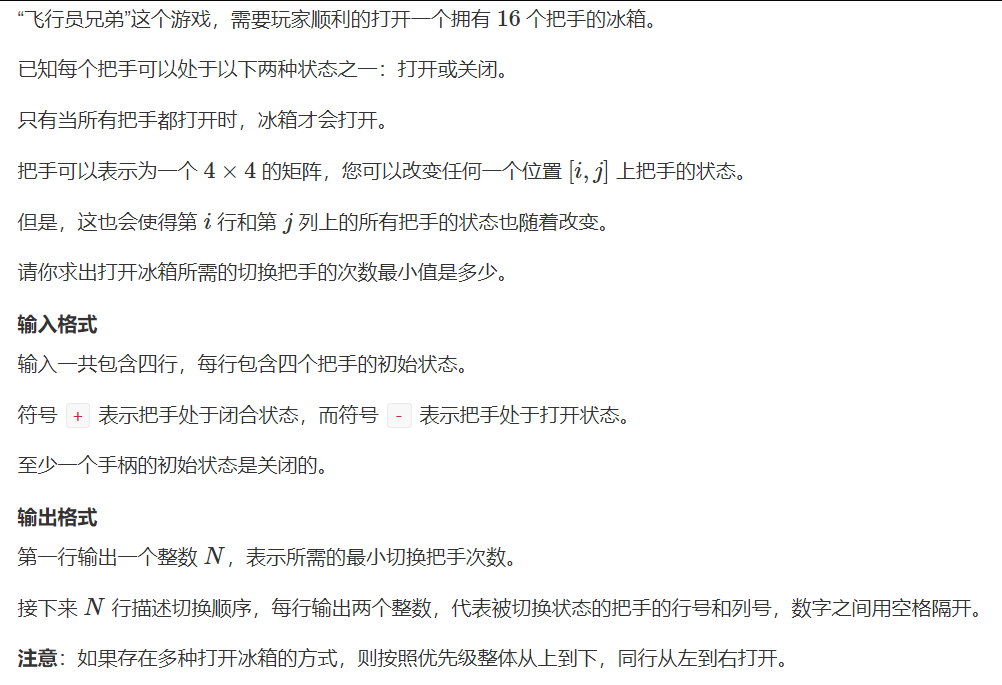 “飞行员兄弟”这个游戏，需要玩家顺利的打开一个拥有 16 个把手的冰箱。
已知每个把手可以处于以下两种状态之一：打开或关闭。
只有当所有把手都打开时，冰箱才会打开。
把手可以表示为一个 4 × 4 的矩阵，您可以改变任何一个位置 [i, j] 上把手的状态。
但是，这也会使得第 i 行和第 j 列上的所有把手的状态也随着改变。
请你求出打开冰箱所需的切换把手的次数最小值是多少。
输入格式
输入一共包含四行，每行包含四个把手的初始状态。
符号 + 表示把手处于闭合状态，而符号 - 表示把手处于打开状态。
至少一个手柄的初始状态是关闭的。
输出格式
第一行输出一个整数 N，表示所需的最小切换把手次数。
接下来 N 行描述切换顺序，每行输出两个整数，代表被切换状态的把手的行号和列号，数字之间用空格隔开。
注意：如果存在多种打开冰箱的方式，则按照优先级整体从上到下，同行从左到右打开。